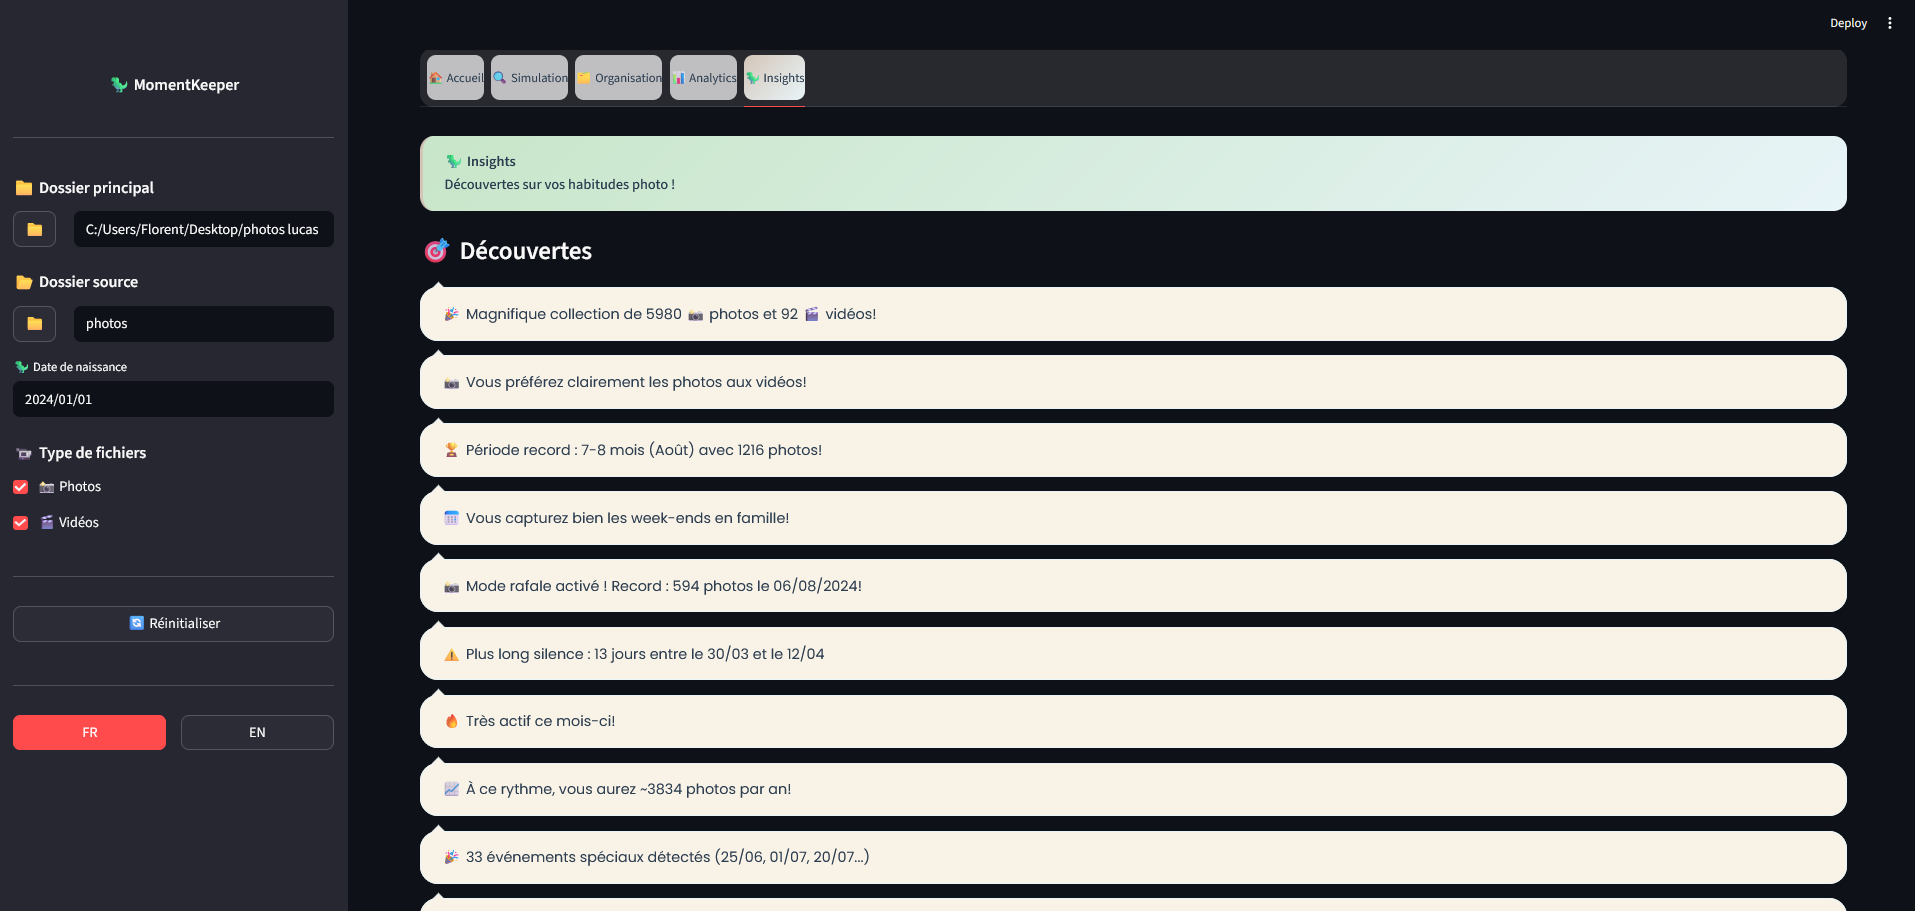 Deploy
MomentKeeper
Dossier principal
C:/Users/Florent/Desktop/photos lucas
Dossier source
photos
Date de naissance
2024/01/01
Type de fichiers
Photos
Vidéos
Réinitialiser
FR
EN
Accueil
Simulation
Organisation
Analytics
Insights
Insights
Découvertes sur vos habitudes photo !
Découvertes
Magnifique collection de 5980 photos et 92 vidéos!
Vous préférez clairement les photos aux vidéos!
Période record : 7-8 mois (Août) avec 1216 photos!
Vous capturez bien les week-ends en famille!
Mode rafale activé ! Record : 594 photos le 06/08/2024!
Plus long silence : 13 jours entre le 30/03 et le 12/04
Très actif ce mois-ci!
À ce rythme, vous aurez ~3834 photos par an!
33 événements spéciaux détectés (25/06, 01/07, 20/07...)